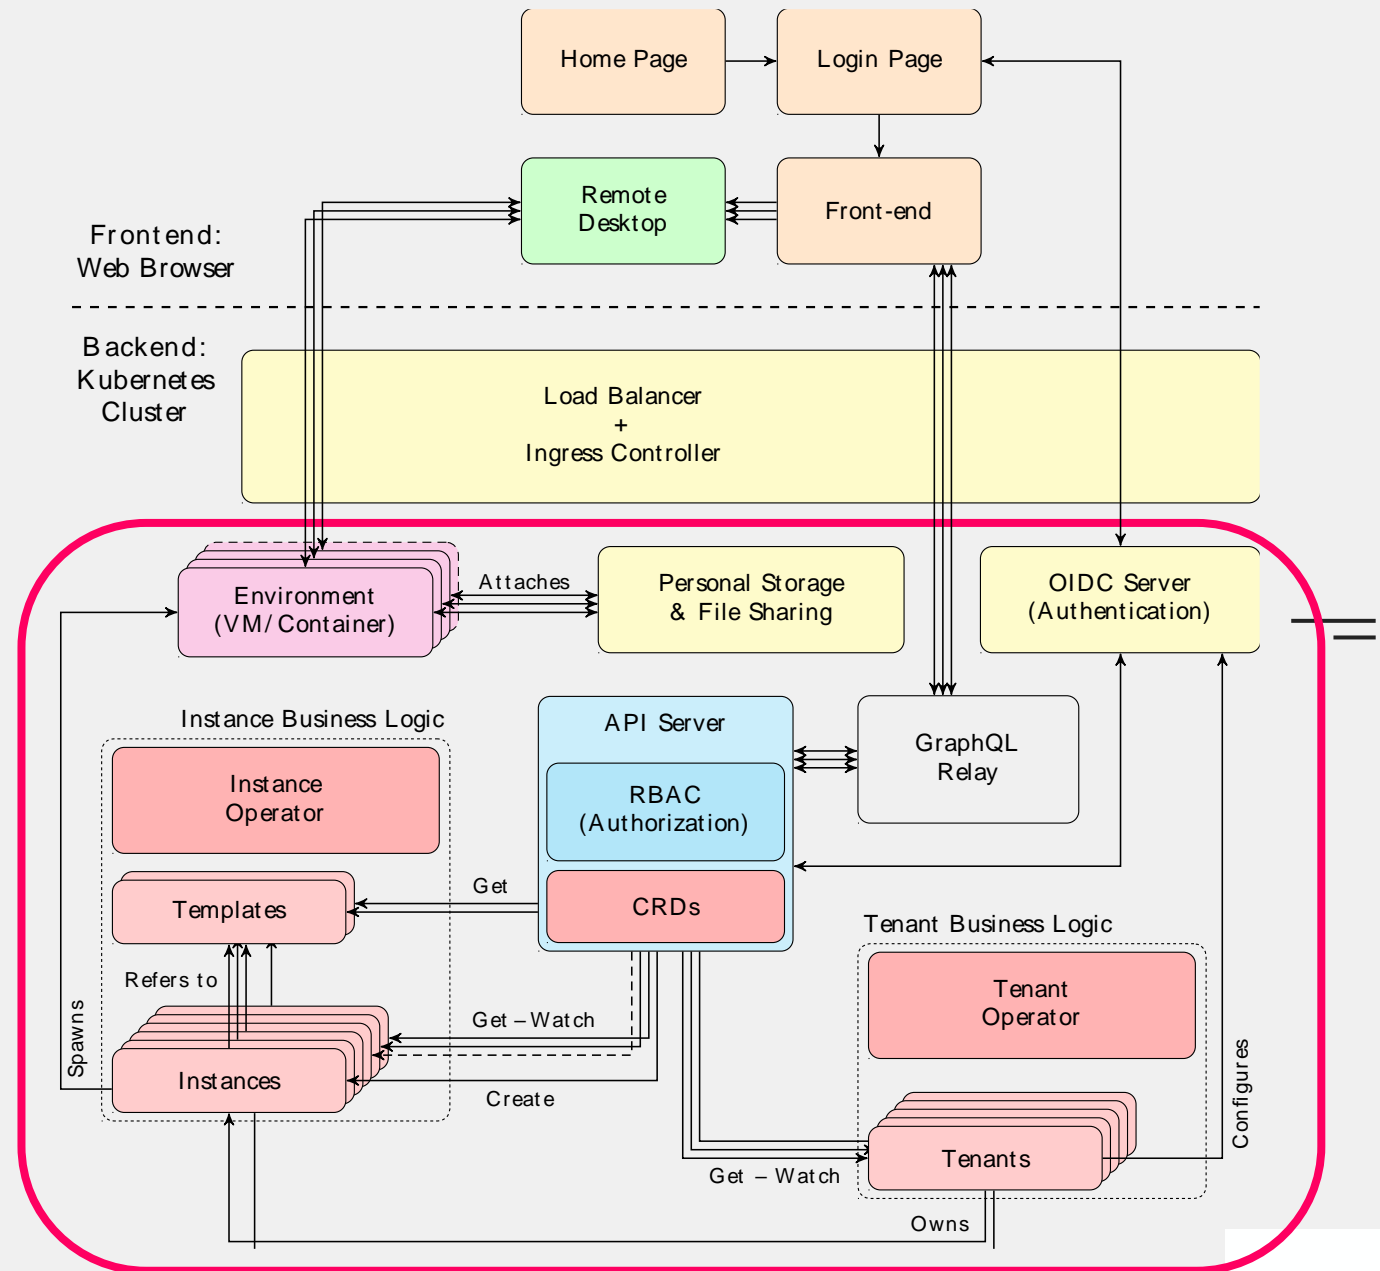 Home Page
Login Page
Remote
Desktop
Front-end
Frontend:
Web Browser
Backend:
Kubernetes
Cluster
Load Balancer
+
Ingress Controller
Environment
(VM/Container)
Attaches
Personal Storage
& File Sharing
OIDC Server
(Authentication)
Instance Business Logic
API Server
GraphQL
Relay
Instance
Operator
RBAC
(Authorization)
Templates
Get
CRDs
Tenant Business Logic
Refers to
Tenant
Operator
Spawns
Get – Watch
Instances
Create
Configures
Get – Watch
Tenants
Owns